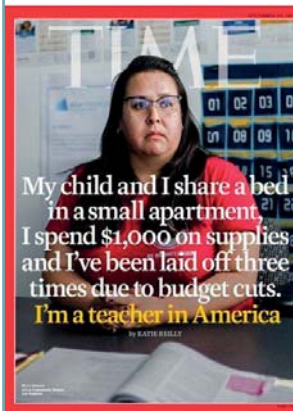 TIME
01 02 03
08 09
My child and I share a bed
in a small apartment,
I spend $1,000 on supplies
and I've been laid off three
times due to budget cuts.
I'm a teacher in America
by KATIE REILLY